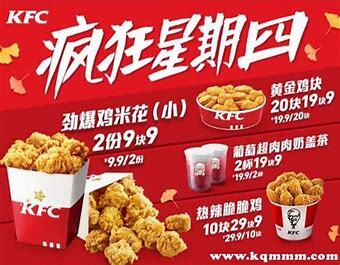 KFC
疯狂星期四
劲爆鸡米花(小)
2份9块9
¥9.9/2份
黄金鸡块
20块19块9
¥19.9/20块
葡萄超肉肉奶盖茶
2杯19块9
¥19.9/2杯
热辣脆脆鸡
10块29块9
¥29.9/10块
KFC
KFC
KFC
www.kqmmm.com